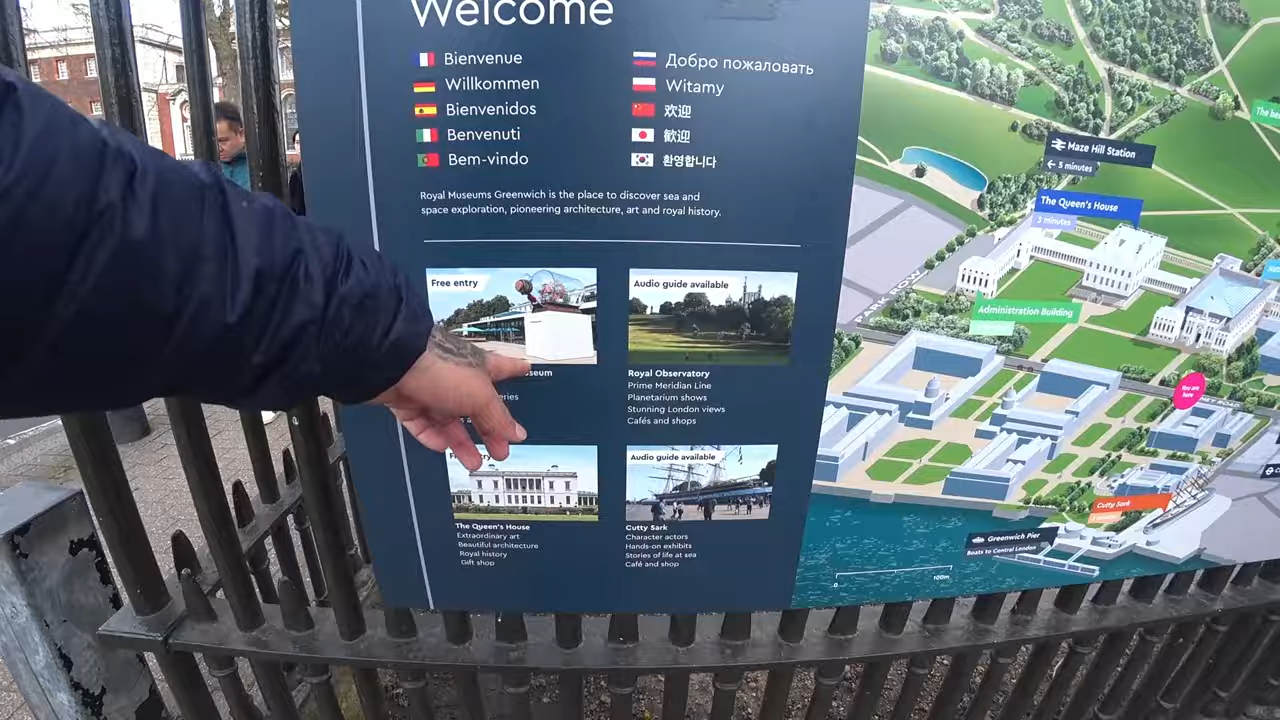 Welcome
Bienvenue
Willkommen
Bienvenidos
Benvenuti
Bem-vindo
Добро пожаловать
Witamy
欢迎
歓迎
환영합니다
Royal Museums Greenwich is the place to discover sea and
space exploration, pioneering architecture, art and royal history.
Free entry
Audio guide available
Royal Observatory
Prime Meridian Line
Planetarium shows
Stunning London views
Cafés and shops
Audio guide available
The Queen's House
Extraordinary art
Beautiful architecture
Royal history
Gift shop
Cutty Sark
Character actors
Hands-on exhibits
Stories of life at sea
Café and shop
Maze Hill Station
5 minutes
The Queen's House
3 minutes
PARK ROW
Administration Building
You are
here
Cutty Sark
Greenwich Pier
Boats to Central London
0
100m